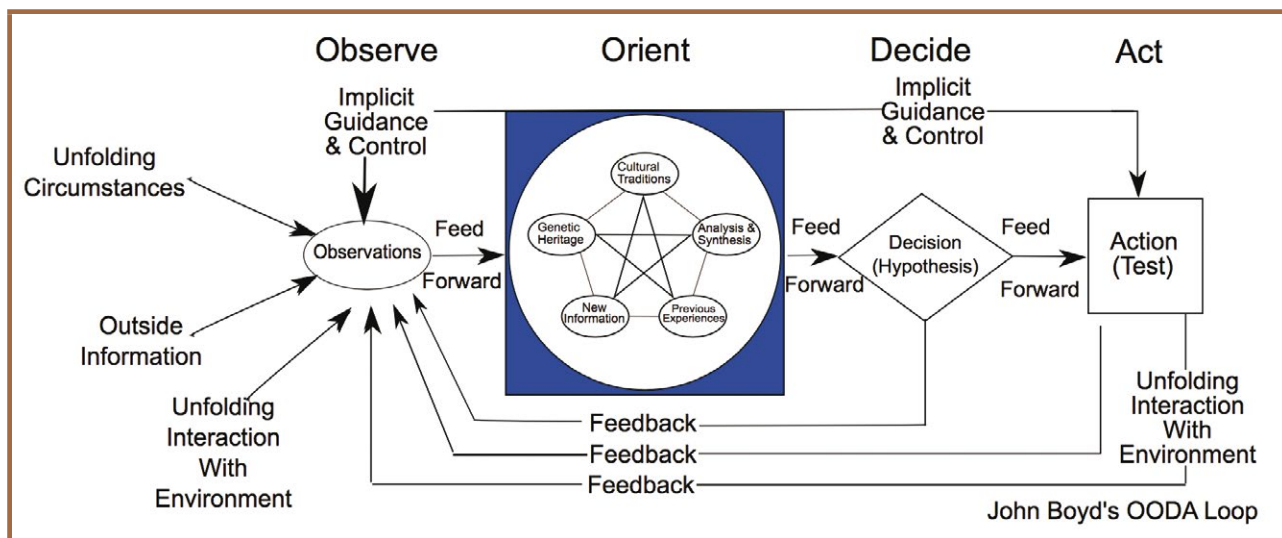 Observe
Orient
Decide
Act
Implicit
Guidance
& Control
Implicit
Guidance
& Control
Unfolding
Circumstances
Observations
Feed
Forward
Cultural
Traditions
Genetic
Heritage
Analysis &
Synthesis
New
Information
Previous
Experiences
Feed
Forward
Decision
(Hypothesis)
Feed
Forward
Action
(Test)
Outside
Information
Unfolding
Interaction
With
Environment
Feedback
Feedback
Feedback
Unfolding
Interaction
With
Environment
John Boyd's OODA Loop